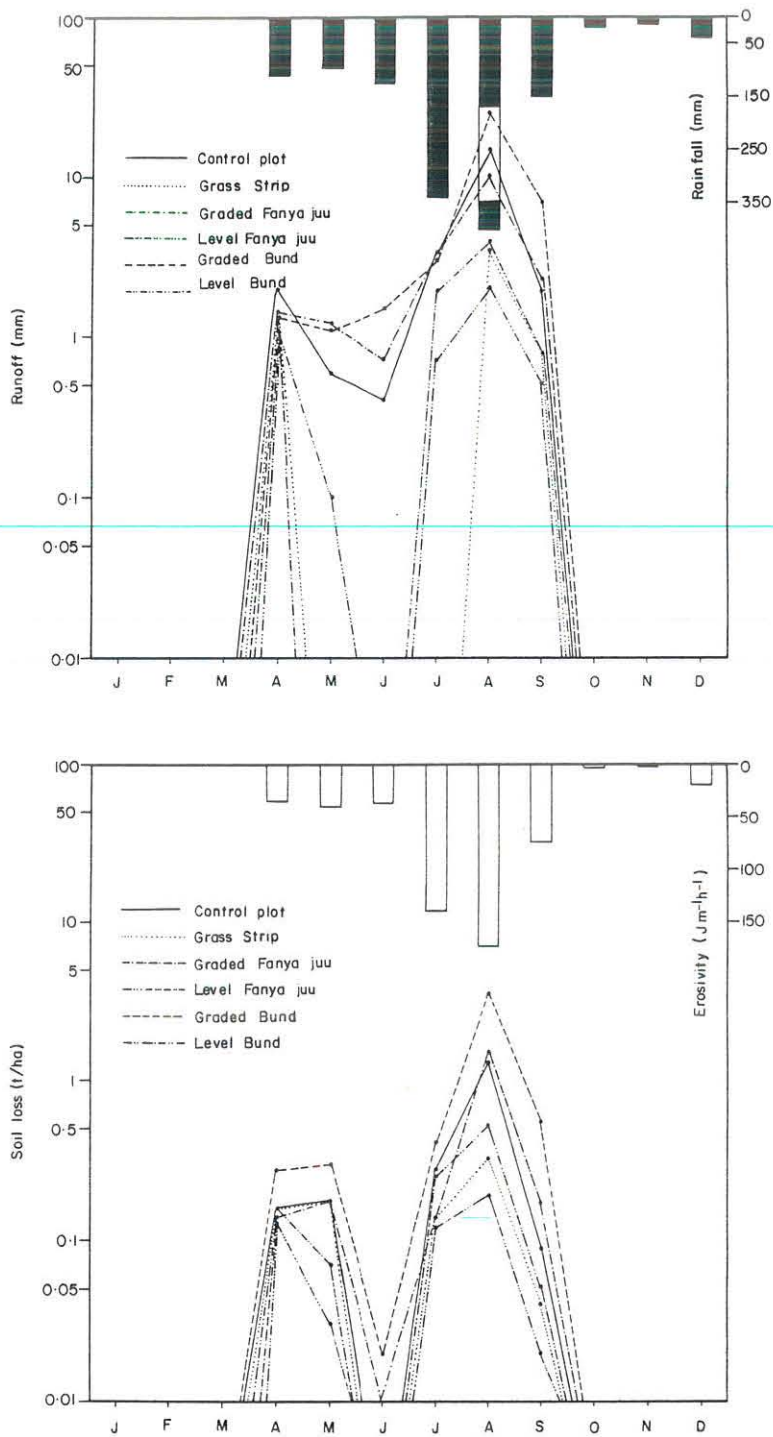 100
50
10
5
1
0·5
0·1
0·05
0·01
Runoff (mm)
0
50
150
250
350
Rainfall (mm)
Control plot
Grass Strip
Graded Fanya juu
Level Fanya juu
Graded Bund
Level Bund
J F M A M J J A S O N D
100
50
10
5
1
0·5
0·1
0·05
0·01
Soil loss (t/ha)
0
50
100
150
Erosivity (Jm⁻¹h⁻¹)
Control plot
Grass Strip
Graded Fanya juu
Level Fanya juu
Graded Bund
Level Bund
J F M A M J J A S O N D